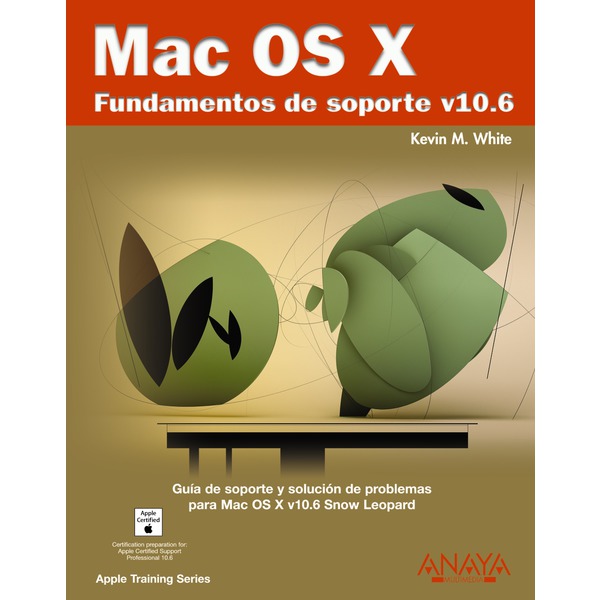 Mac OS X
Fundamentos de soporte v10.6
Kevin M. White
Guía de soporte y solución de problemas
para Mac OS X v10.6 Snow Leopard
Apple
Certified
Certification preparation for:
Apple Certified Support
Professional 10.6
Apple Training Series
ANAYA
MULTIMEDIA